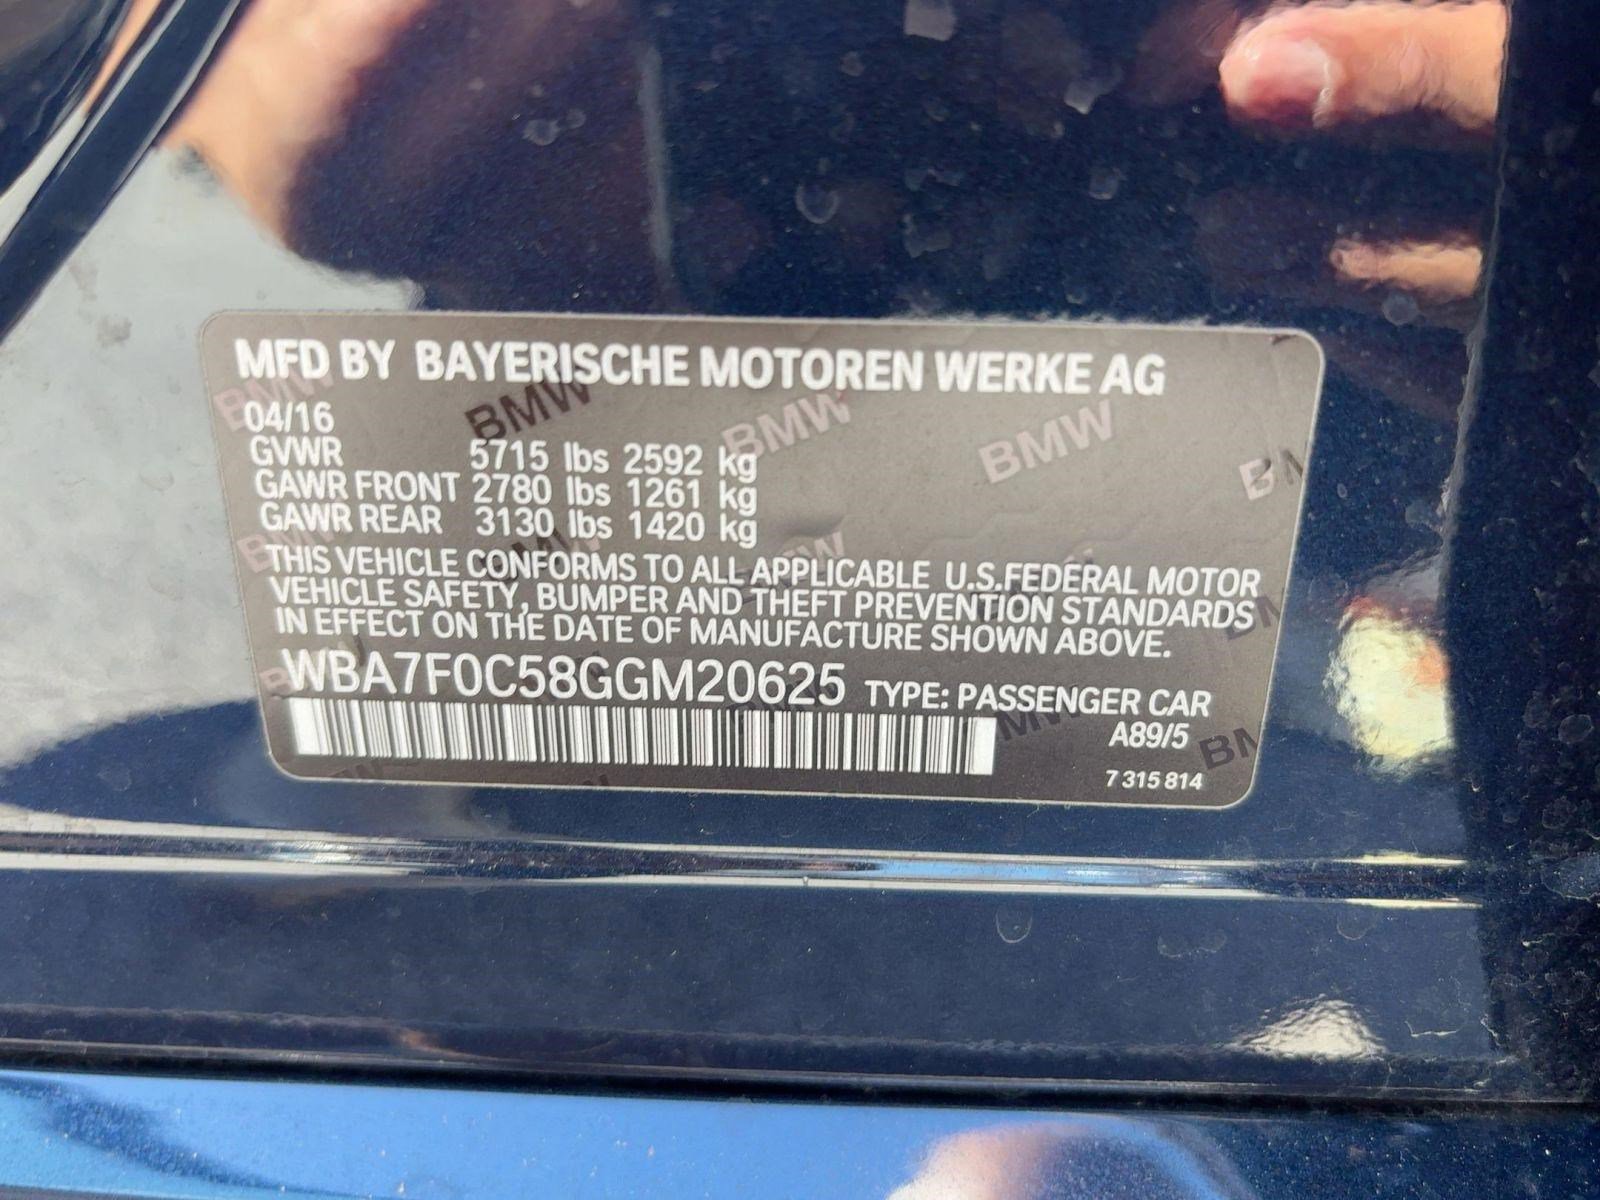 MFD BY BAYERISCHE MOTOREN WERKE AG
04/16
GVWR 5715 lbs 2592 kg
GAWR FRONT 2780 lbs 1261 kg
GAWR REAR 3130 lbs 1420 kg
THIS VEHICLE CONFORMS TO ALL APPLICABLE U.S.FEDERAL MOTOR
VEHICLE SAFETY, BUMPER AND THEFT PREVENTION STANDARDS
IN EFFECT ON THE DATE OF MANUFACTURE SHOWN ABOVE.
WBA7F0C58GGM20625 TYPE: PASSENGER CAR
A89/5
7 315 814